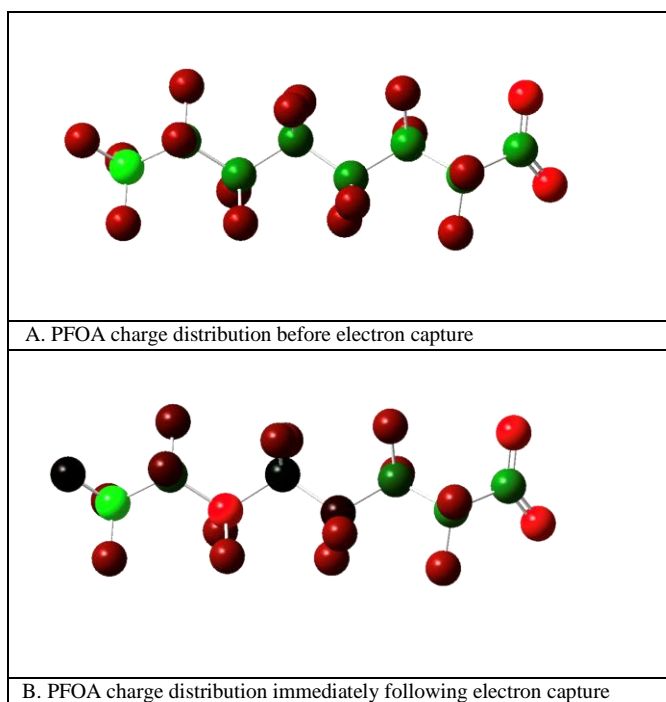 A. PFOA charge distribution before electron capture
B. PFOA charge distribution immediately following electron capture